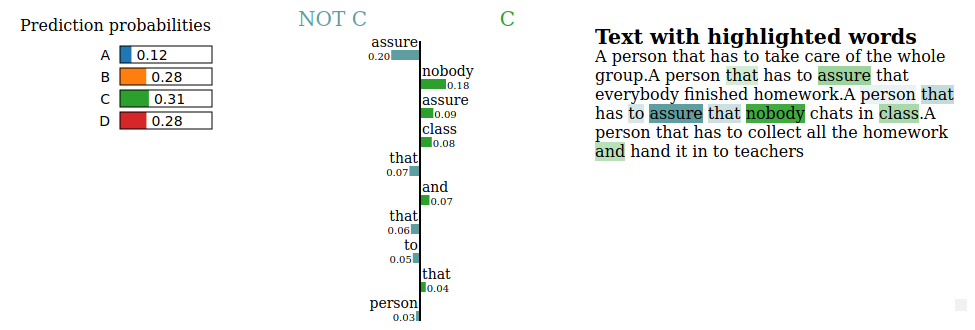 Prediction probabilities
A 0.12
B 0.28
C 0.31
D 0.28
NOT C C
assure
0.20
nobody
0.18
assure
0.09
class
0.08
that
0.07
and
0.07
that
0.06
to
0.05
that
0.04
person
0.03
Text with highlighted words
A person that has to take care of the whole
group.A person that has to assure that
everybody finished homework.A person that
has to assure that nobody chats in class.A
person that has to collect all the homework
and hand it in to teachers